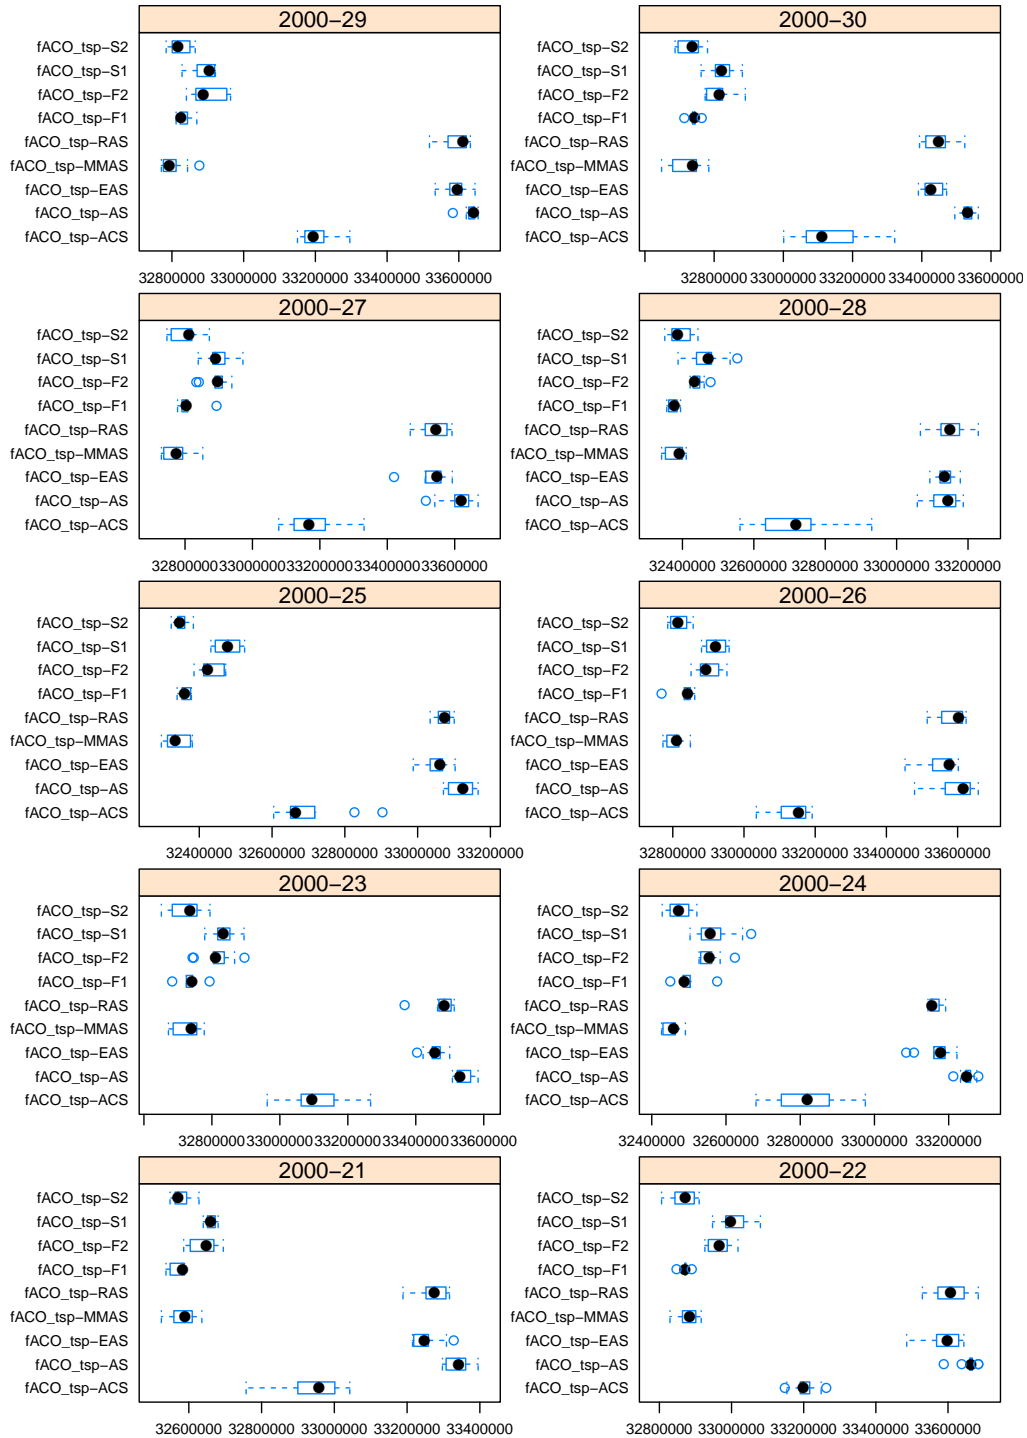 2000−29
2000−30
fACO_tsp−S2
fACO_tsp−S1
fACO_tsp−F2
fACO_tsp−F1
fACO_tsp−RAS
fACO_tsp−MMAS
fACO_tsp−EAS
fACO_tsp−AS
fACO_tsp−ACS
fACO_tsp−S2
fACO_tsp−S1
fACO_tsp−F2
fACO_tsp−F1
fACO_tsp−RAS
fACO_tsp−MMAS
fACO_tsp−EAS
fACO_tsp−AS
fACO_tsp−ACS
32800000 33000000 33200000 33400000 33600000
32800000 33000000 33200000 33400000 33600000
2000−27
2000−28
fACO_tsp−S2
fACO_tsp−S1
fACO_tsp−F2
fACO_tsp−F1
fACO_tsp−RAS
fACO_tsp−MMAS
fACO_tsp−EAS
fACO_tsp−AS
fACO_tsp−ACS
fACO_tsp−S2
fACO_tsp−S1
fACO_tsp−F2
fACO_tsp−F1
fACO_tsp−RAS
fACO_tsp−MMAS
fACO_tsp−EAS
fACO_tsp−AS
fACO_tsp−ACS
32800000 33000000 33200000 33400000 33600000
32400000 32600000 32800000 33000000 33200000
2000−25
2000−26
fACO_tsp−S2
fACO_tsp−S1
fACO_tsp−F2
fACO_tsp−F1
fACO_tsp−RAS
fACO_tsp−MMAS
fACO_tsp−EAS
fACO_tsp−AS
fACO_tsp−ACS
fACO_tsp−S2
fACO_tsp−S1
fACO_tsp−F2
fACO_tsp−F1
fACO_tsp−RAS
fACO_tsp−MMAS
fACO_tsp−EAS
fACO_tsp−AS
fACO_tsp−ACS
32400000 32600000 32800000 33000000 33200000
32800000 33000000 33200000 33400000 33600000
2000−23
2000−24
fACO_tsp−S2
fACO_tsp−S1
fACO_tsp−F2
fACO_tsp−F1
fACO_tsp−RAS
fACO_tsp−MMAS
fACO_tsp−EAS
fACO_tsp−AS
fACO_tsp−ACS
fACO_tsp−S2
fACO_tsp−S1
fACO_tsp−F2
fACO_tsp−F1
fACO_tsp−RAS
fACO_tsp−MMAS
fACO_tsp−EAS
fACO_tsp−AS
fACO_tsp−ACS
32800000 33000000 33200000 33400000 33600000
32400000 32600000 32800000 33000000 33200000
2000−21
2000−22
fACO_tsp−S2
fACO_tsp−S1
fACO_tsp−F2
fACO_tsp−F1
fACO_tsp−RAS
fACO_tsp−MMAS
fACO_tsp−EAS
fACO_tsp−AS
fACO_tsp−ACS
fACO_tsp−S2
fACO_tsp−S1
fACO_tsp−F2
fACO_tsp−F1
fACO_tsp−RAS
fACO_tsp−MMAS
fACO_tsp−EAS
fACO_tsp−AS
fACO_tsp−ACS
32600000 32800000 33000000 33200000 33400000
32800000 33000000 33200000 33400000 33600000